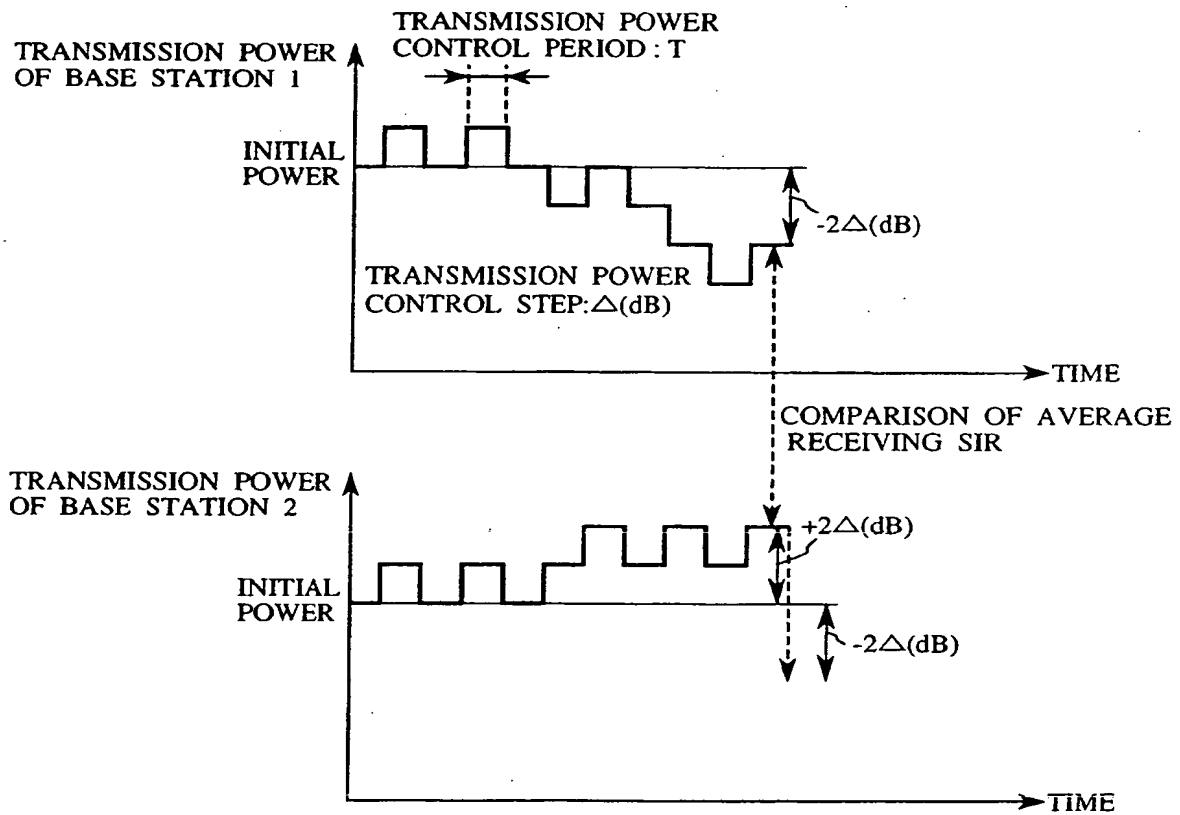 TRANSMISSION POWER
CONTROL PERIOD : T
TRANSMISSION POWER
OF BASE STATION 1
INITIAL
POWER
-2△(dB)
TRANSMISSION POWER
CONTROL STEP:△(dB)
TIME
COMPARISON OF AVERAGE
RECEIVING SIR
TRANSMISSION POWER
OF BASE STATION 2
+2△(dB)
INITIAL
POWER
-2△(dB)
TIME